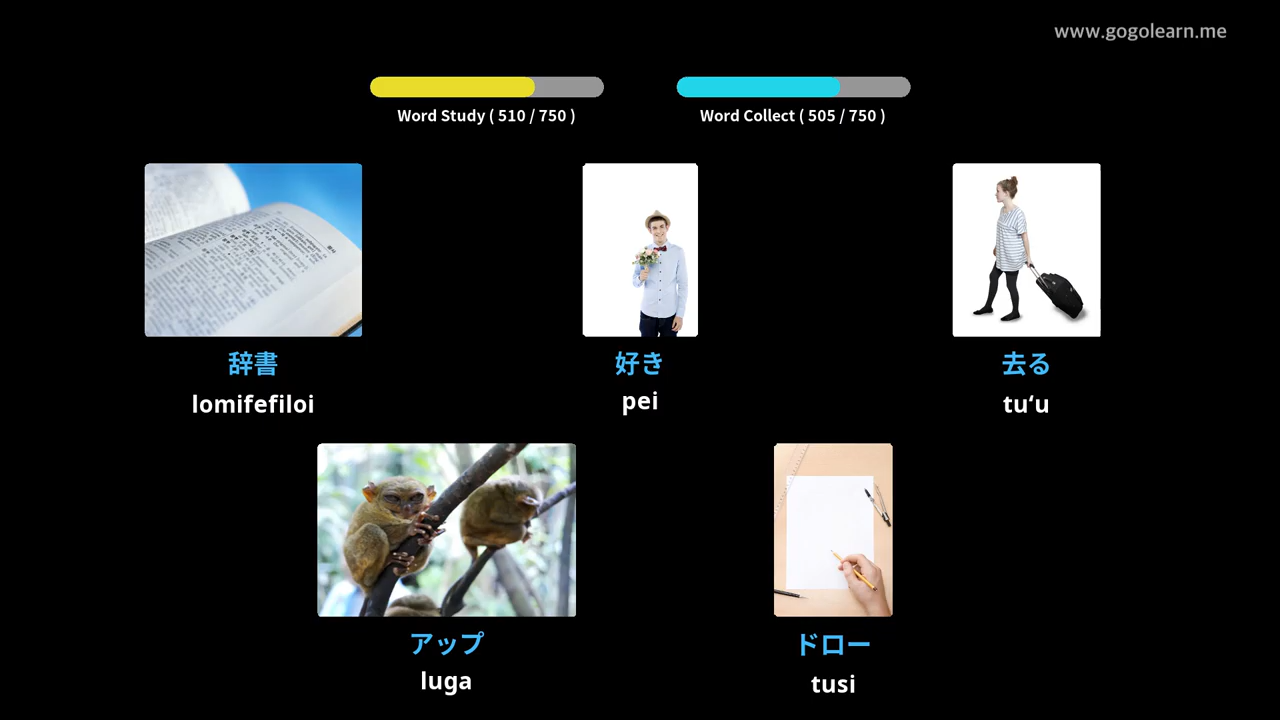 www.gogolearn.me
Word Study ( 510 / 750 )
Word Collect ( 505 / 750 )
辞書
lomifefiloi
好き
pei
去る
tuʻu
アップ
luga
ドロー
tusi